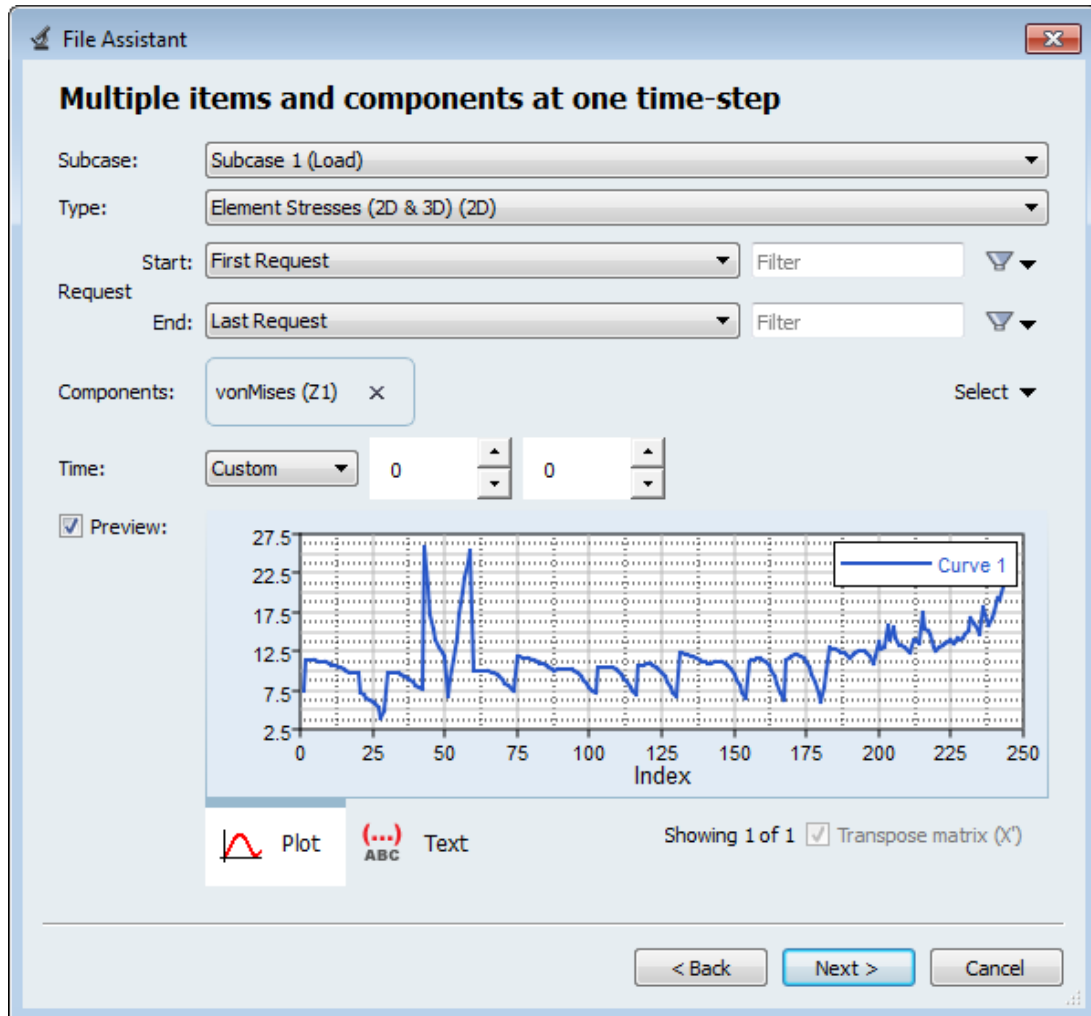 File Assistant
Multiple items and components at one time-step
Subcase: Subcase 1 (Load)
Type: Element Stresses (2D & 3D) (2D)
Start: First Request Filter
Request
End: Last Request Filter
Components: vonMises (Z1) Select
Time: Custom 0 0
Preview:
27.5
22.5
17.5
12.5
7.5
2.5
Curve 1
0 25 50 75 100 125 150 175 200 225 250
Index
Plot (...) ABC Text Showing 1 of 1 Transpose matrix (X')
< Back Next > Cancel